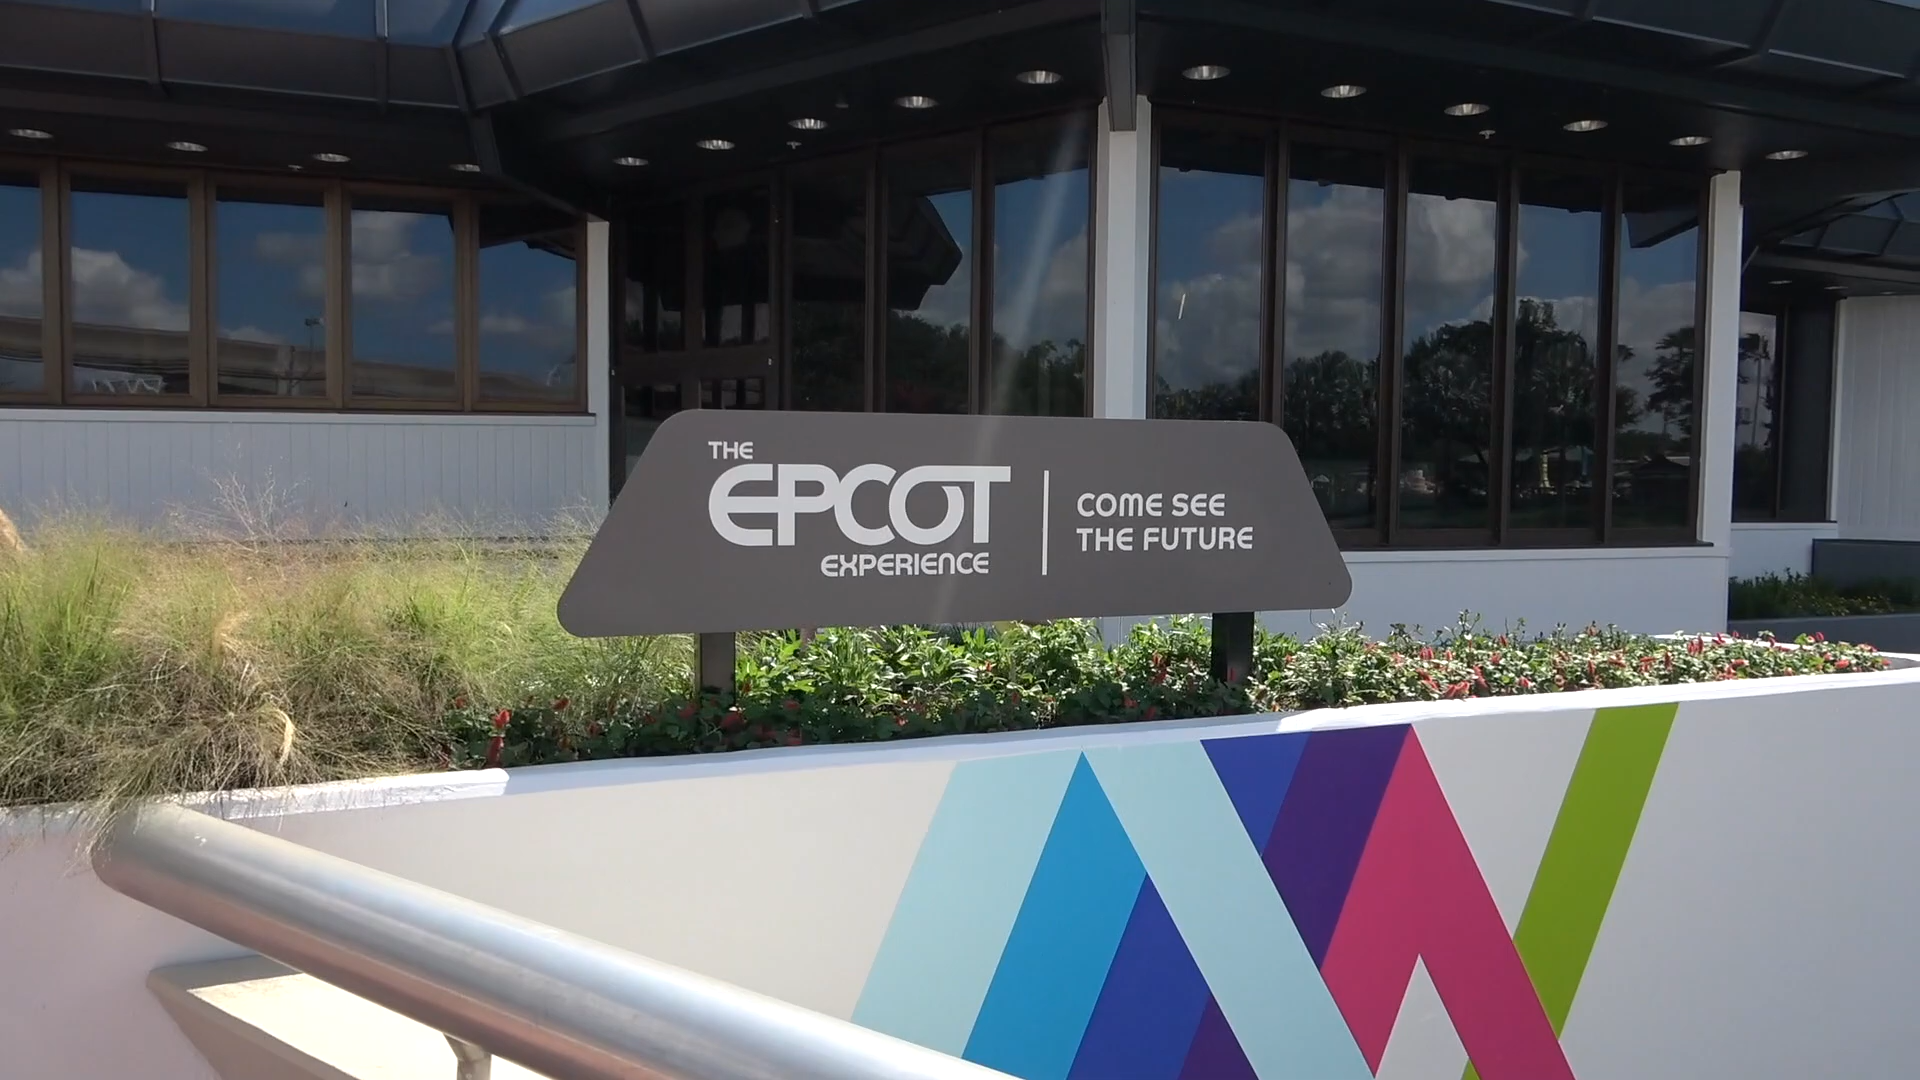 THE
EPCOT
EXPERIENCE
COME SEE
THE FUTURE